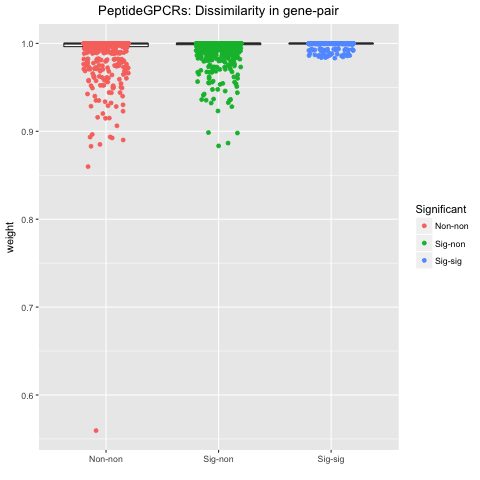 PeptideGPCRs: Dissimilarity in gene-pair
1.0
0.9
0.8
0.7
0.6
weight
Non-non
Sig-non
Sig-sig
Significant
Non-non
Sig-non
Sig-sig